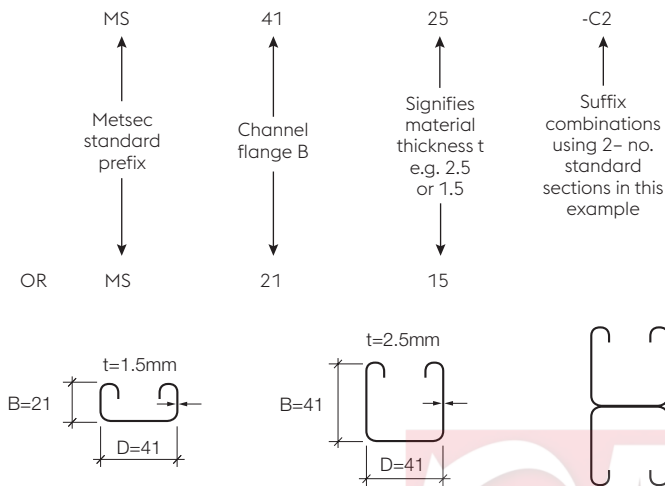 MS 41 25 -C2
Metsec
standard
prefix
Channel
flange B
Signifies
material
thickness t
e.g. 2.5
or 1.5
Suffix
combinations
using 2– no.
standard
sections in this
example
OR MS 21 15
t=1.5mm
B=21
D=41
t=2.5mm
B=41
D=41